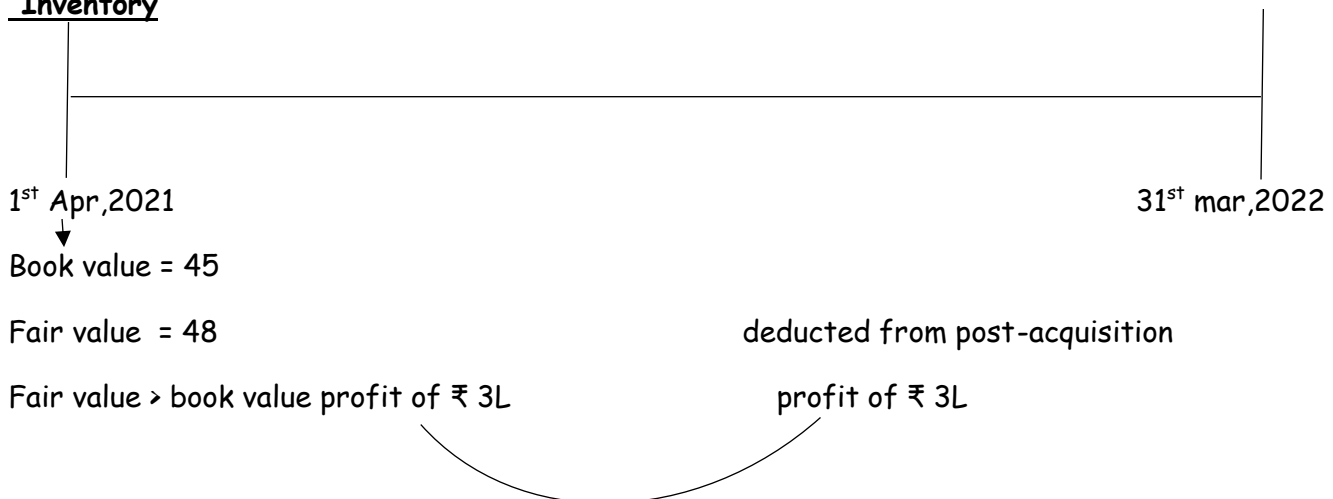 Inventory
1st Apr,2021 31st mar,2022
Book value = 45
Fair value = 48 deducted from post-acquisition
Fair value > book value profit of ₹ 3L profit of ₹ 3L